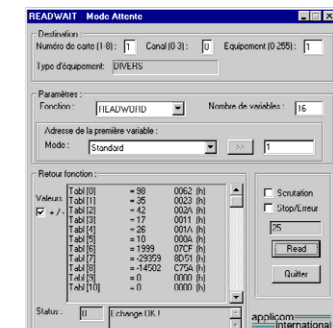 READWAIT - Mode Attente
Destination
Numéro de carte (1-8) : 1 Canal (0-3) : 0 Equipement (0-255) : 1
Type d'équipement: DIVERS
Paramètres :
Fonction : READWORD Nombre de variables : 16
Adresse de la première variable :
Mode : Standard >> 1
Retour fonction :
Valeurs
+ / -
Tabl [0] = 98 0062 (h)
Tabl [1] = 35 0023 (h)
Tabl [2] = 42 002A (h)
Tabl [3] = 17 0011 (h)
Tabl [4] = 26 001A (h)
Tabl [5] = 10 000A (h)
Tabl [6] = 1999 07CF (h)
Tabl [7] = -29359 8D51 (h)
Tabl [8] = -14502 C75A (h)
Tabl [9] = 0 0000 (h)
Tabl [10] = 0 0000 (h)
Scrutation
Stop/Erreur
25
Read
Quitter
Status : 0 Echange OK !
applicom
international